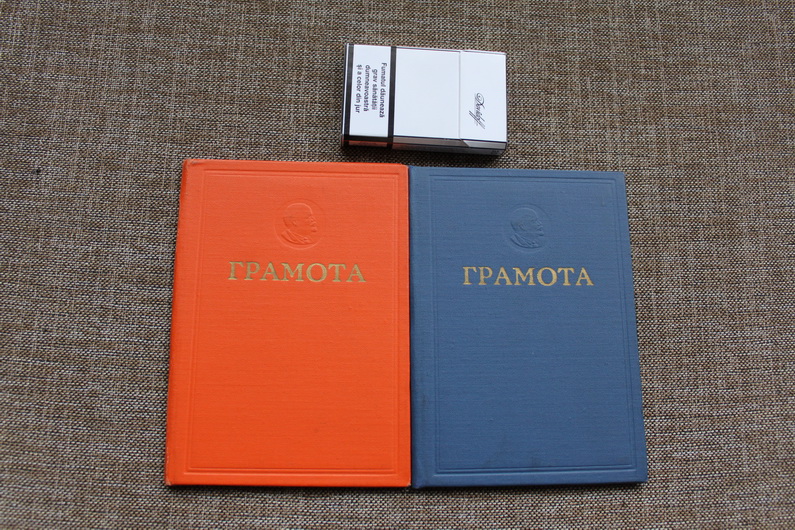 Fumatul dăunează
grav sănătății
dumneavoastră
și a celor din jur
Davidoff
ГРАМОТА
ГРАМОТА